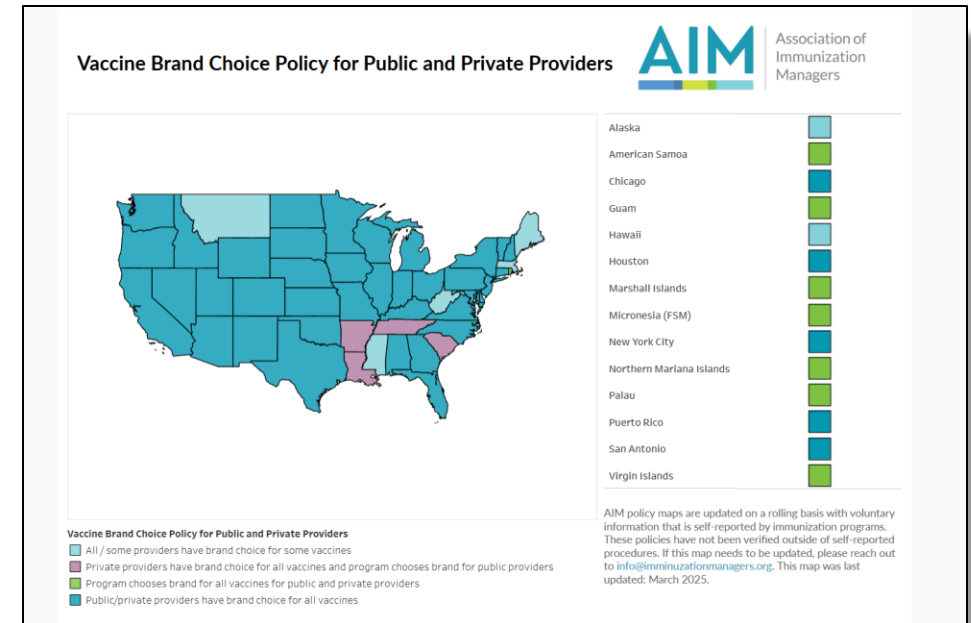 Vaccine Brand Choice Policy for Public and Private Providers
AIM
Association of
Immunization
Managers
Alaska
American Samoa
Chicago
Guam
Hawaii
Houston
Marshall Islands
Micronesia (FSM)
New York City
Northern Mariana Islands
Palau
Puerto Rico
San Antonio
Virgin Islands
AIM policy maps are updated on a rolling basis with voluntary
information that is self-reported by immunization programs.
These policies have not been verified outside of self-reported
procedures. If this map needs to be updated, please reach out
to info@imminuzationmanagers.org. This map was last
updated: March 2025.
Vaccine Brand Choice Policy for Public and Private Providers
All / some providers have brand choice for some vaccines
Private providers have brand choice for all vaccines and program chooses brand for public providers
Program chooses brand for all vaccines for public and private providers
Public/private providers have brand choice for all vaccines